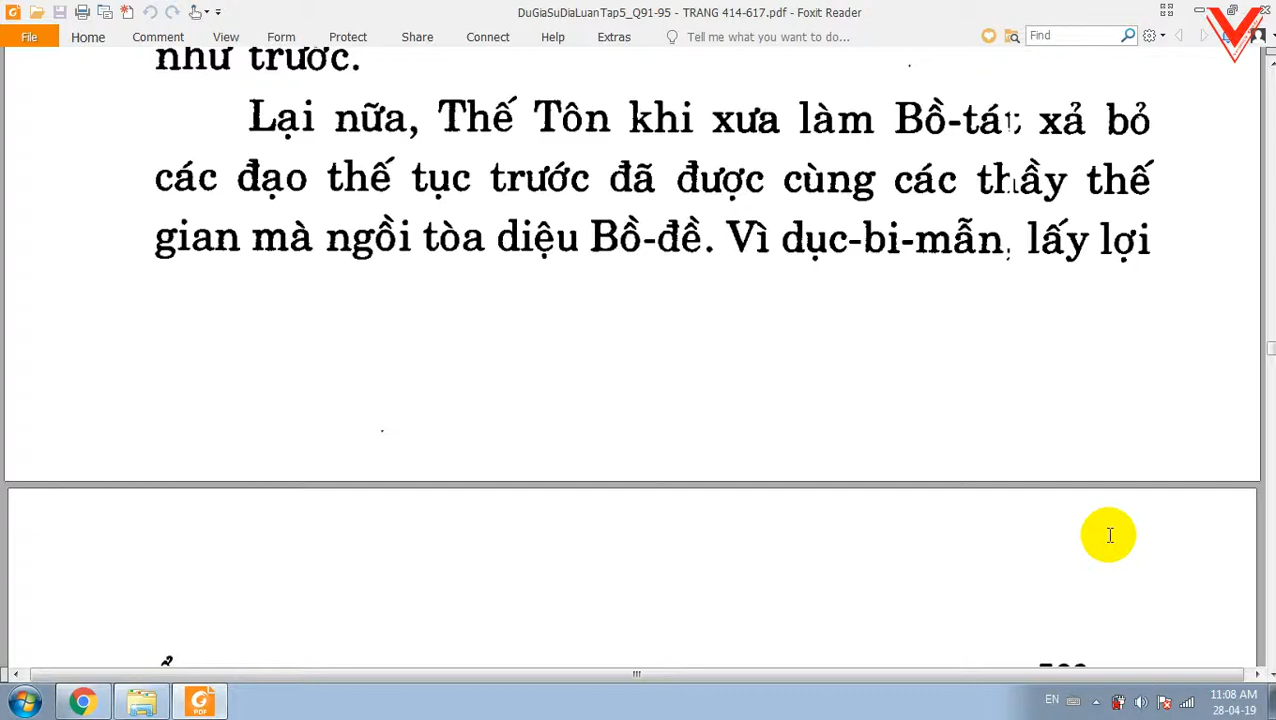 DuGiaSuDiaLuanTap5_Q91-95 - TRANG 414-617.pdf - Foxit Reader
File Home Comment View Form Protect Share Connect Help Extras Tell me what you want to do... Find
như trước.
Lại nữa, Thế Tôn khi xưa làm Bồ-tát; xả bỏ
các đạo thế tục trước đã được cùng các thầy thế
gian mà ngồi tòa diệu Bồ-đề. Vì dục-bi-mẫn, lấy lợi
EN
11:08 AM
28-04-19
PDF